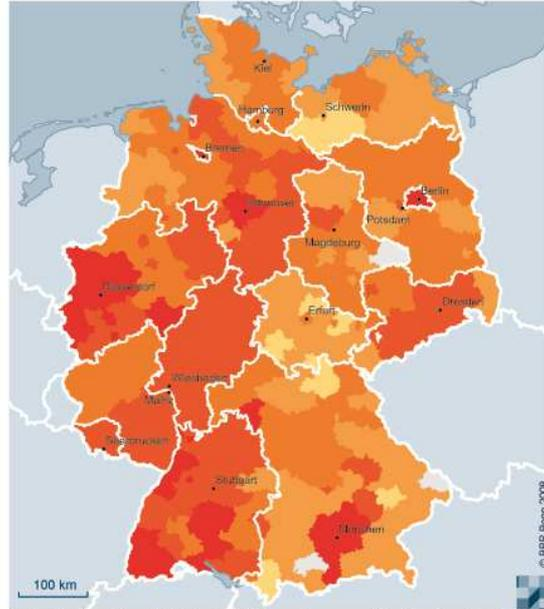 Kiel
Schwerin
Hamburg
Bremen
Berlin
Hannover
Potsdam
Magdeburg
Düsseldorf
Dresden
Erfurt
Wiesbaden
Mainz
Saarbrücken
Stuttgart
München
100 km
© BBR Bonn 2008